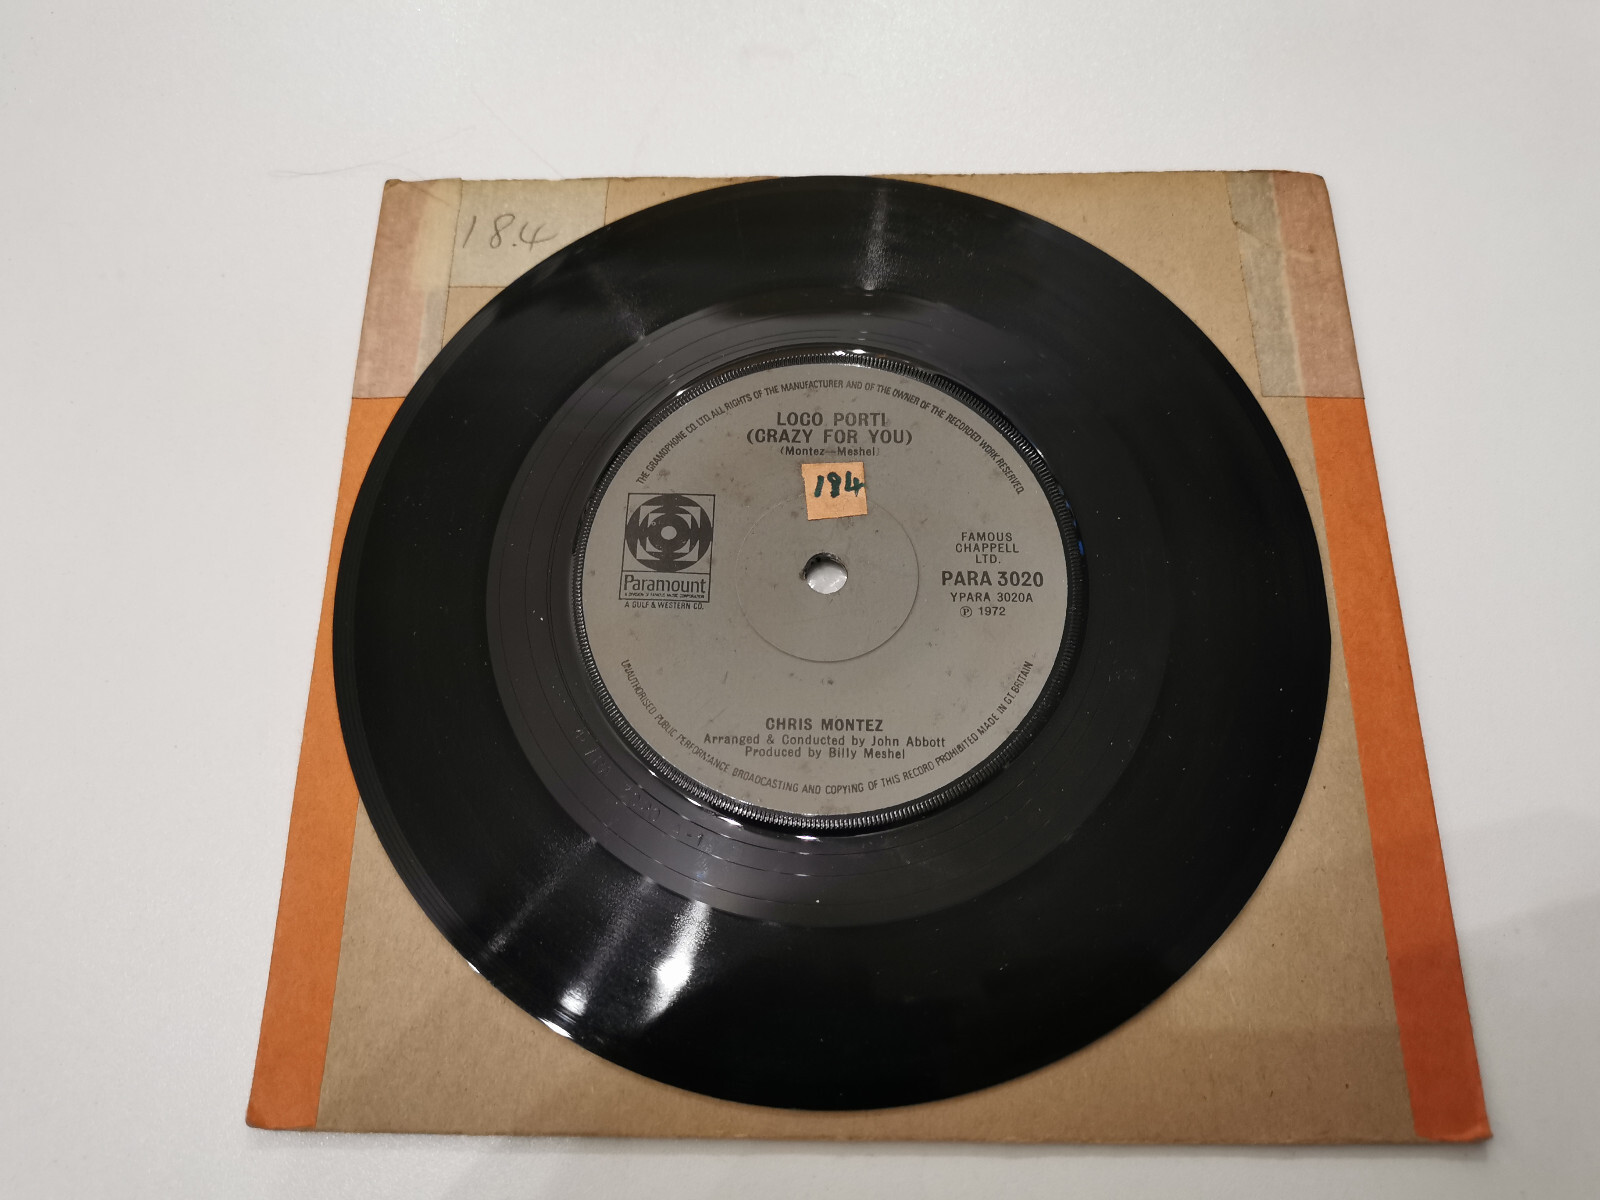 18.4
THE GRAMOPHONE CO. LTD. ALL RIGHTS OF THE MANUFACTURER AND OF THE OWNER OF THE RECORDED WORK RESERVED.
LOCO PORTI
(CRAZY FOR YOU)
(Montez—Meshel)
184
Paramount
A GULF & WESTERN CO.
FAMOUS
CHAPPELL
LTD.
PARA 3020
YPARA 3020A
℗ 1972
CHRIS MONTEZ
Arranged & Conducted by John Abbott
Produced by Billy Meshel
UNAUTHORISED PUBLIC PERFORMANCE BROADCASTING AND COPYING OF THIS RECORD PROHIBITED MADE IN GT. BRITAIN